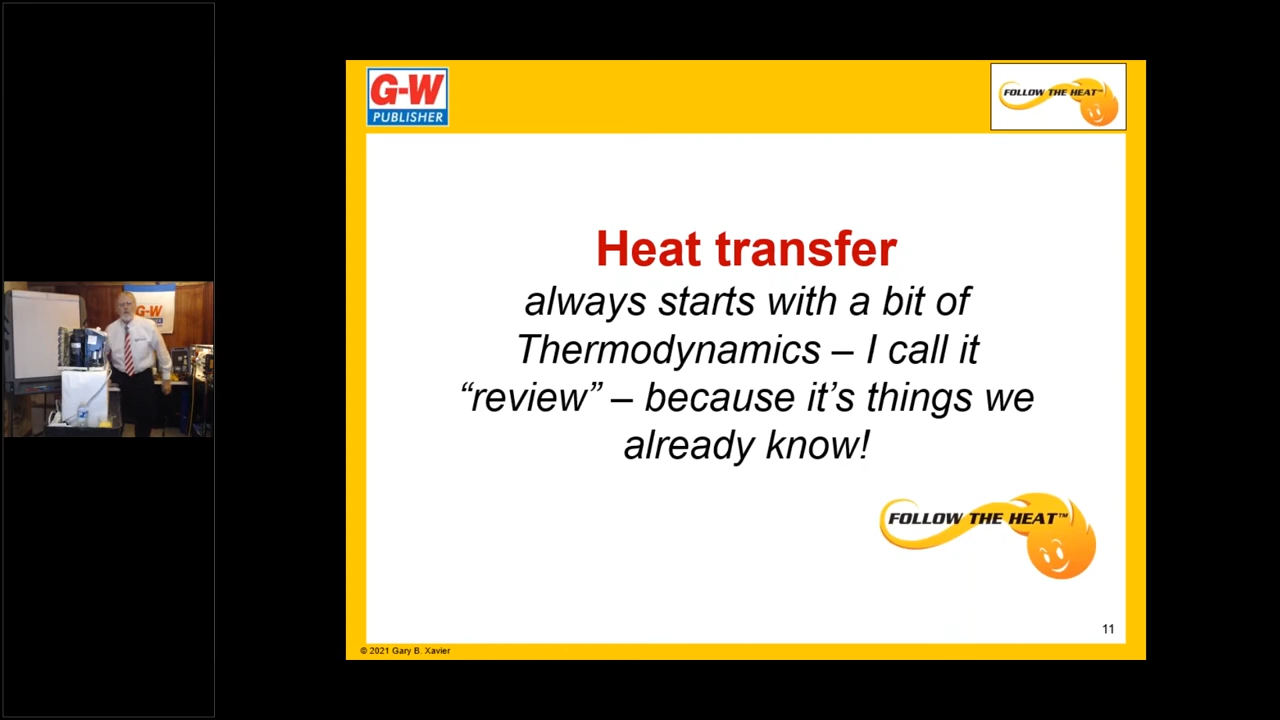 G-W
PUBLISHER
FOLLOW THE HEAT™
Heat transfer
always starts with a bit of
Thermodynamics – I call it
“review” – because it’s things we
already know!
FOLLOW THE HEAT™
11
© 2021 Gary B. Xavier
G-W